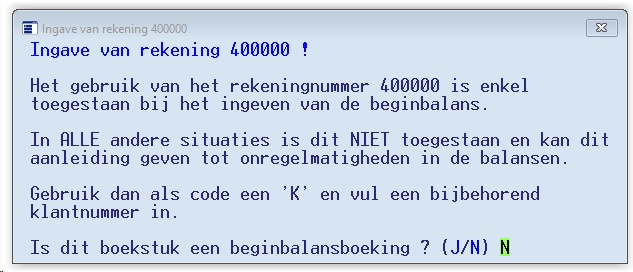 Ingave van rekening 400000
Ingave van rekening 400000 !
Het gebruik van het rekeningnummer 400000 is enkel
toegestaan bij het ingeven van de beginbalans.
In ALLE andere situaties is dit NIET toegestaan en kan dit
aanleiding geven tot onregelmatigheden in de balansen.
Gebruik dan als code een 'K' en vul een bijbehorend
klantnummer in.
Is dit boekstuk een beginbalansboeking ? (J/N) N